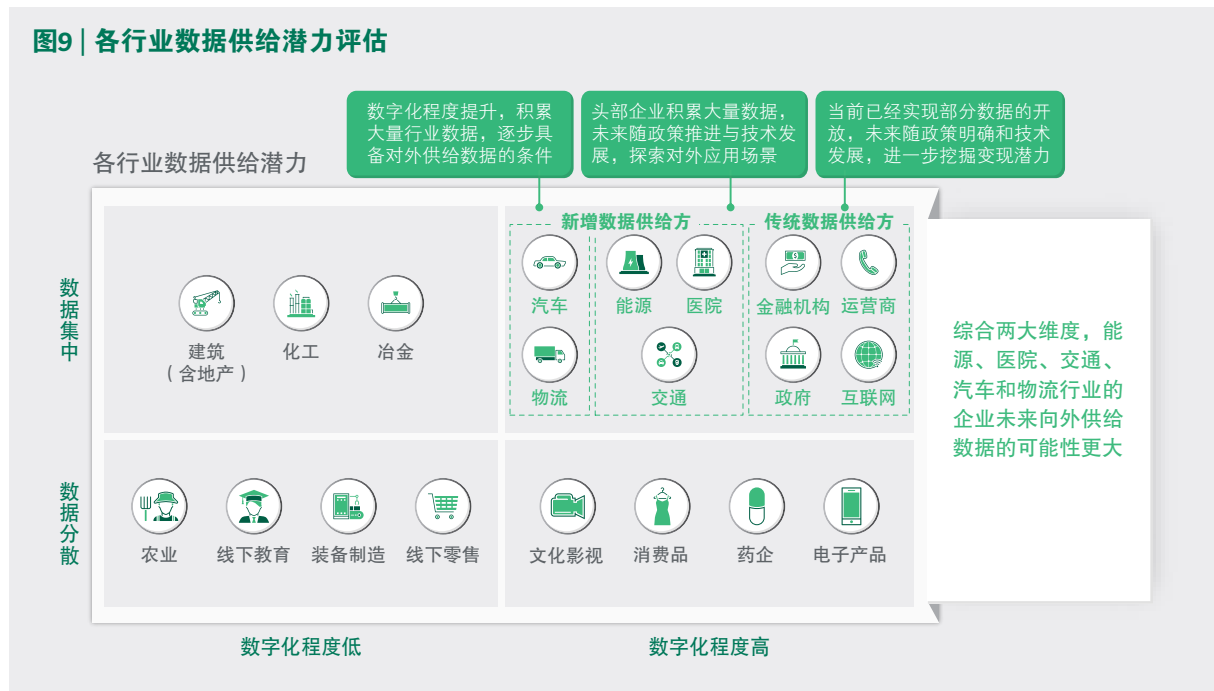 图9 | 各行业数据供给潜力评估
数字化程度提升，积累
大量行业数据，逐步具
备对外供给数据的条件
头部企业积累大量数据，
未来随政策推进与技术发
展，探索对外应用场景
当前已经实现部分数据的开
放，未来随政策明确和技术
发展，进一步挖掘变现潜力
各行业数据供给潜力
新增数据供给方
传统数据供给方
数据集中
建筑
（含地产）
化工
冶金
汽车
能源
医院
金融机构
运营商
物流
交通
政府
互联网
综合两大维度，能
源、医院、交通、
汽车和物流行业的
企业未来向外供给
数据的可能性更大
数据分散
农业
线下教育
装备制造
线下零售
文化影视
消费品
药企
电子产品
数字化程度低
数字化程度高